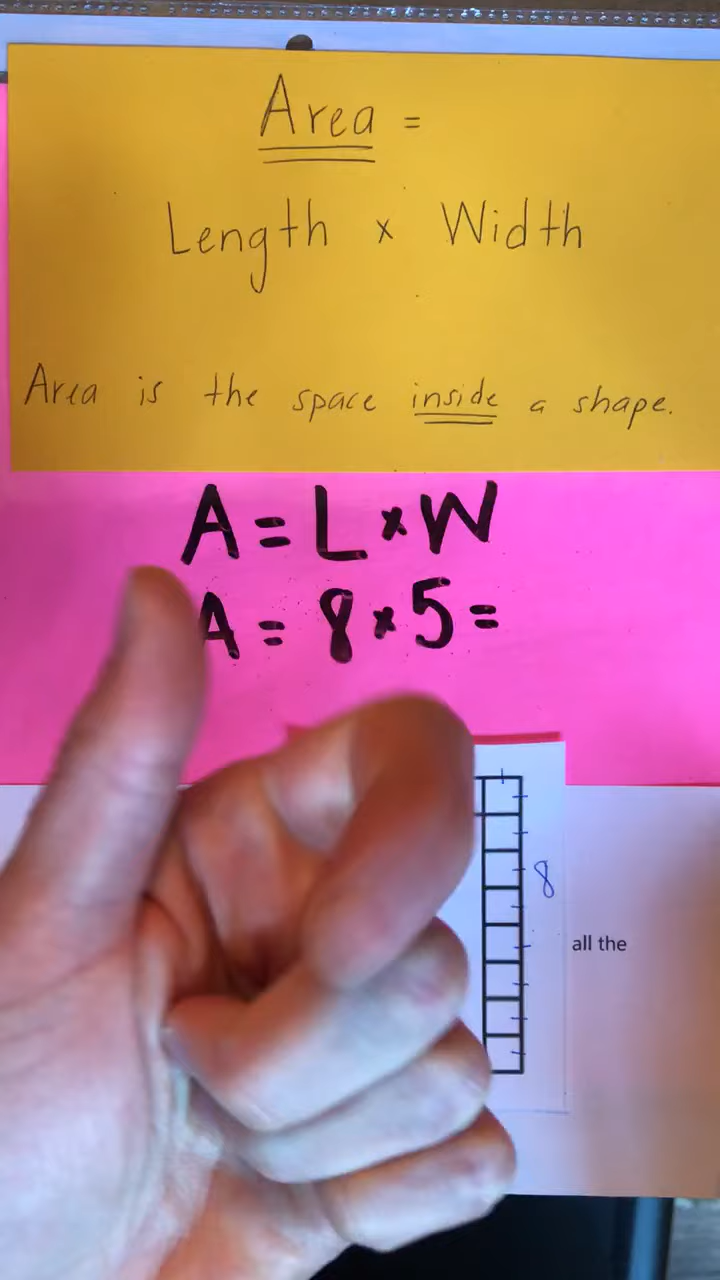 Area =
Length x Width
Area is the space inside a shape.
A = L x W
A = 8 x 5 =
8
all the